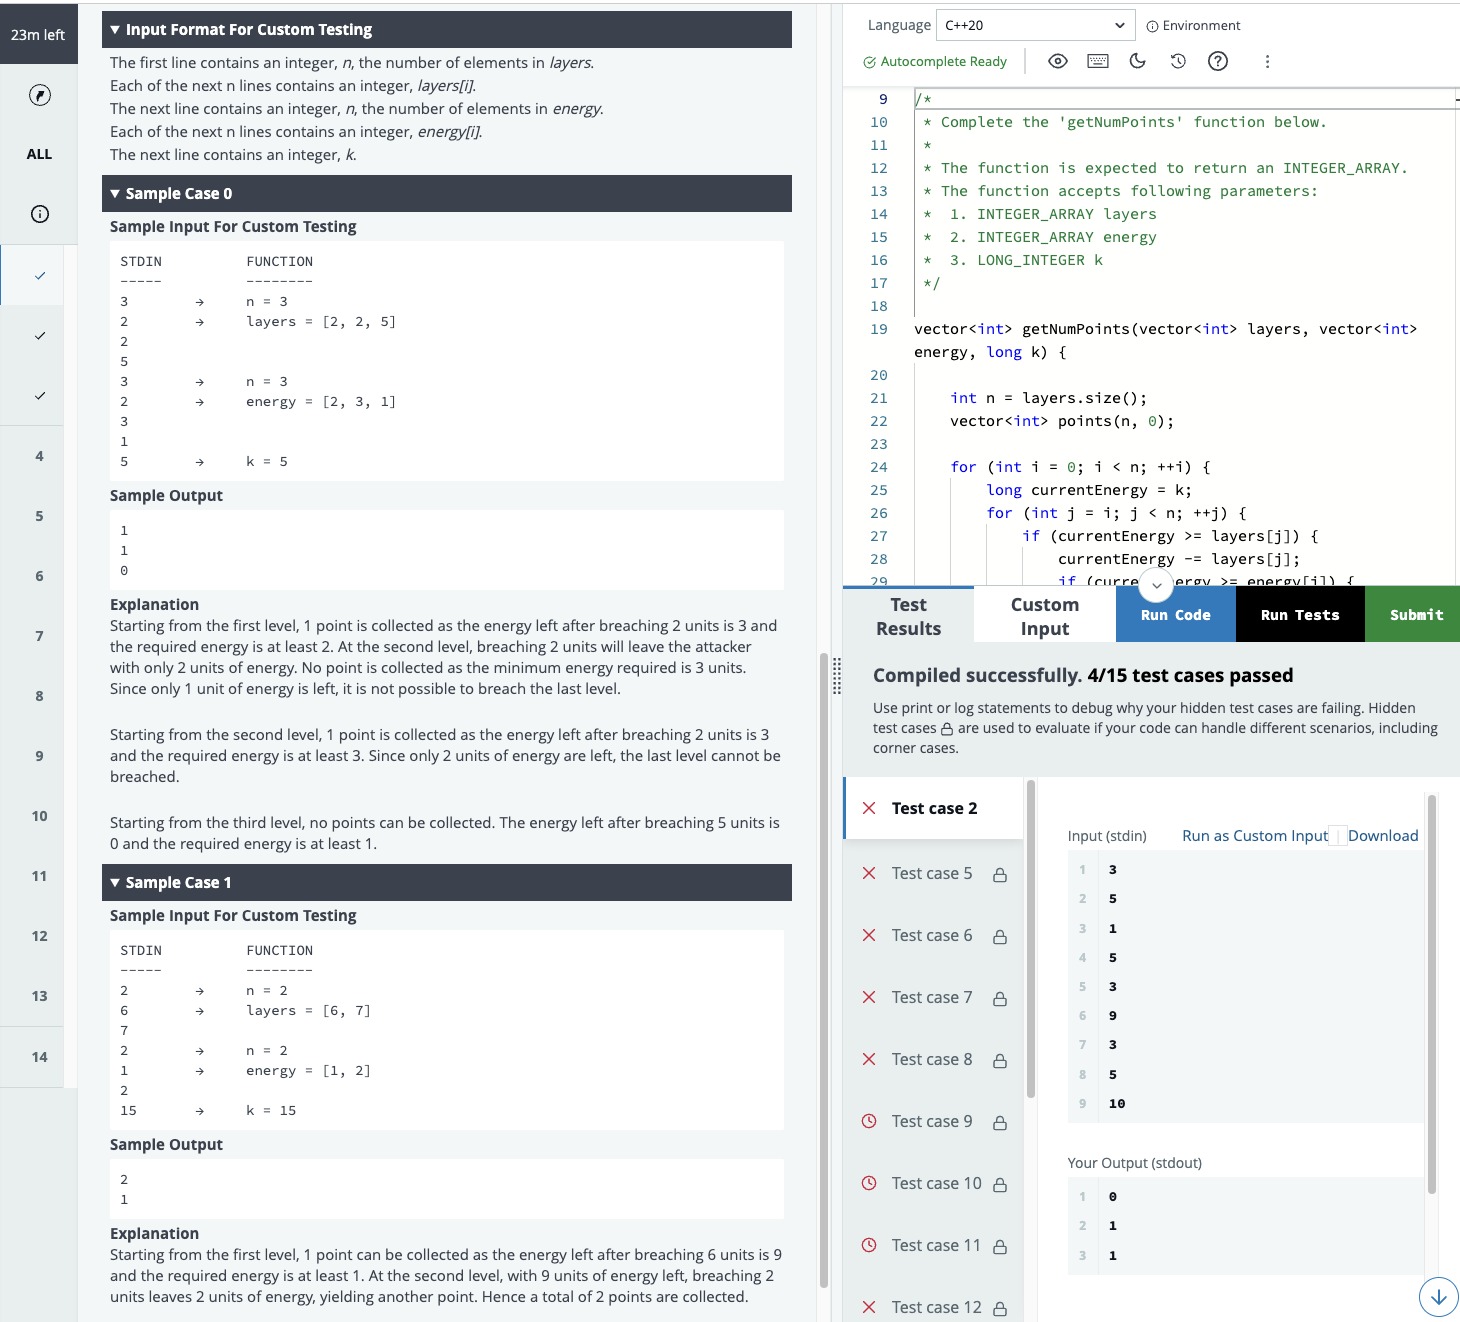 23m left
ALL
4
5
6
7
8
9
10
11
12
13
14
▼ Input Format For Custom Testing
The first line contains an integer, n, the number of elements in layers.
Each of the next n lines contains an integer, layers[i].
The next line contains an integer, n, the number of elements in energy.
Each of the next n lines contains an integer, energy[i].
The next line contains an integer, k.
▼ Sample Case 0
Sample Input For Custom Testing
STDIN FUNCTION
----- --------
3 → n = 3
2 → layers = [2, 2, 5]
2
5
3 → n = 3
2 → energy = [2, 3, 1]
3
1
5 → k = 5
Sample Output
1
1
0
Explanation
Starting from the first level, 1 point is collected as the energy left after breaching 2 units is 3 and
the required energy is at least 2. At the second level, breaching 2 units will leave the attacker
with only 2 units of energy. No point is collected as the minimum energy required is 3 units.
Since only 1 unit of energy is left, it is not possible to breach the last level.
Starting from the second level, 1 point is collected as the energy left after breaching 2 units is 3
and the required energy is at least 3. Since only 2 units of energy are left, the last level cannot be
breached.
Starting from the third level, no points can be collected. The energy left after breaching 5 units is
0 and the required energy is at least 1.
▼ Sample Case 1
Sample Input For Custom Testing
STDIN FUNCTION
----- --------
2 → n = 2
6 → layers = [6, 7]
7
2 → n = 2
1 → energy = [1, 2]
2
15 → k = 15
Sample Output
2
1
Explanation
Starting from the first level, 1 point can be collected as the energy left after breaching 6 units is 9
and the required energy is at least 1. At the second level, with 9 units of energy left, breaching 2
units leaves 2 units of energy, yielding another point. Hence a total of 2 points are collected.
Language C++20 Environment
Autocomplete Ready
9 /*
10 * Complete the 'getNumPoints' function below.
11 *
12 * The function is expected to return an INTEGER_ARRAY.
13 * The function accepts following parameters:
14 * 1. INTEGER_ARRAY layers
15 * 2. INTEGER_ARRAY energy
16 * 3. LONG_INTEGER k
17 */
18
19 vector<int> getNumPoints(vector<int> layers, vector<int>
energy, long k) {
20
21 int n = layers.size();
22 vector<int> points(n, 0);
23
24 for (int i = 0; i < n; ++i) {
25 long currentEnergy = k;
26 for (int j = i; j < n; ++j) {
27 if (currentEnergy >= layers[j]) {
28 currentEnergy -= layers[j];
29 if (curre ergy >= energy[j]) {
Test Results
Custom Input
Run Code
Run Tests
Submit
Compiled successfully. 4/15 test cases passed
Use print or log statements to debug why your hidden test cases are failing. Hidden
test cases are used to evaluate if your code can handle different scenarios, including
corner cases.
Test case 2
Test case 5
Test case 6
Test case 7
Test case 8
Test case 9
Test case 10
Test case 11
Test case 12
Input (stdin) Run as Custom Input | Download
1 3
2 5
3 1
4 5
5 3
6 9
7 3
8 5
9 10
Your Output (stdout)
1 0
2 1
3 1